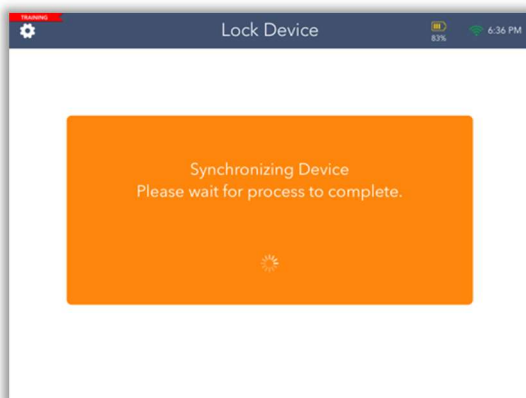 TRAINING
Lock Device
83%
6:36 PM
Synchronizing Device
Please wait for process to complete.